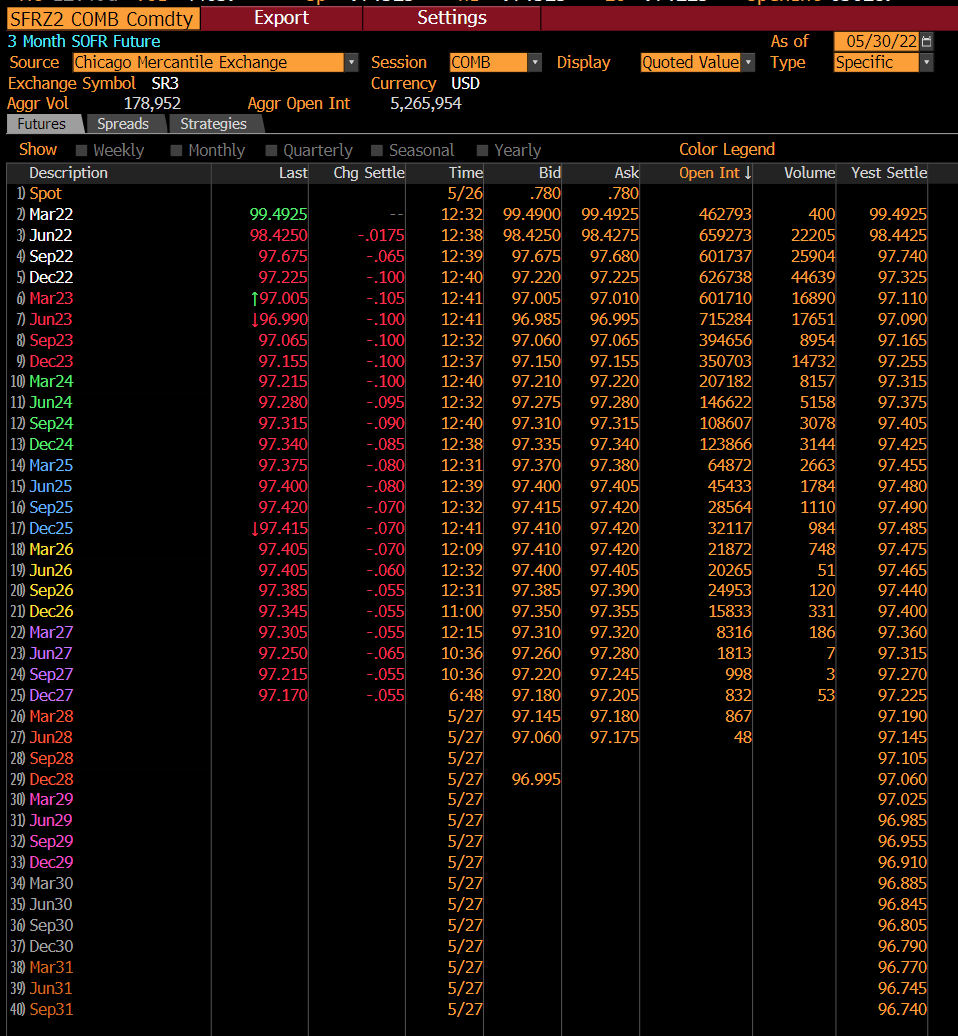 SFRZ2 COMB Comdty Export Settings
3 Month SOFR Future As of 05/30/22
Source Chicago Mercantile Exchange Session COMB Display Quoted Value Type Specific
Exchange Symbol SR3 Currency USD
Aggr Vol 178,952 Aggr Open Int 5,265,954
Futures Spreads Strategies
Show Weekly Monthly Quarterly Seasonal Yearly Color Legend
Description Last Chg Settle Time Bid Ask Open Int ↓ Volume Yest Settle
1) Spot 5/26 .780 .780
2) Mar22 99.4925 -- 12:32 99.4900 99.4925 462793 400 99.4925
3) Jun22 98.4250 -.0175 12:38 98.4250 98.4275 659273 22205 98.4425
4) Sep22 97.675 -.065 12:39 97.675 97.680 601737 25904 97.740
5) Dec22 97.225 -.100 12:40 97.220 97.225 626738 44639 97.325
6) Mar23 ↑97.005 -.105 12:41 97.005 97.010 601710 16890 97.110
7) Jun23 ↓96.990 -.100 12:41 96.985 96.995 715284 17651 97.090
8) Sep23 97.065 -.100 12:32 97.060 97.065 394656 8954 97.165
9) Dec23 97.155 -.100 12:37 97.150 97.155 350703 14732 97.255
10) Mar24 97.215 -.100 12:40 97.210 97.220 207182 8157 97.315
11) Jun24 97.280 -.095 12:32 97.275 97.280 146622 5158 97.375
12) Sep24 97.315 -.090 12:40 97.310 97.315 108607 3078 97.405
13) Dec24 97.340 -.085 12:38 97.335 97.340 123866 3144 97.425
14) Mar25 97.375 -.080 12:31 97.370 97.380 64872 2663 97.455
15) Jun25 97.400 -.080 12:39 97.400 97.405 45433 1784 97.480
16) Sep25 97.420 -.070 12:32 97.415 97.420 28564 1110 97.490
17) Dec25 ↓97.415 -.070 12:41 97.410 97.420 32117 984 97.485
18) Mar26 97.405 -.070 12:09 97.410 97.420 21872 748 97.475
19) Jun26 97.405 -.060 12:32 97.400 97.405 20265 51 97.465
20) Sep26 97.385 -.055 12:31 97.385 97.390 24953 120 97.440
21) Dec26 97.345 -.055 11:00 97.350 97.355 15833 331 97.400
22) Mar27 97.305 -.055 12:15 97.310 97.320 8316 186 97.360
23) Jun27 97.250 -.065 10:36 97.260 97.280 1813 7 97.315
24) Sep27 97.215 -.055 10:36 97.220 97.245 998 3 97.270
25) Dec27 97.170 -.055 6:48 97.180 97.205 832 53 97.225
26) Mar28 5/27 97.145 97.180 867 97.190
27) Jun28 5/27 97.060 97.175 48 97.145
28) Sep28 5/27 97.105
29) Dec28 5/27 96.995 97.060
30) Mar29 5/27 97.025
31) Jun29 5/27 96.985
32) Sep29 5/27 96.955
33) Dec29 5/27 96.910
34) Mar30 5/27 96.885
35) Jun30 5/27 96.845
36) Sep30 5/27 96.805
37) Dec30 5/27 96.790
38) Mar31 5/27 96.770
39) Jun31 5/27 96.745
40) Sep31 5/27 96.740